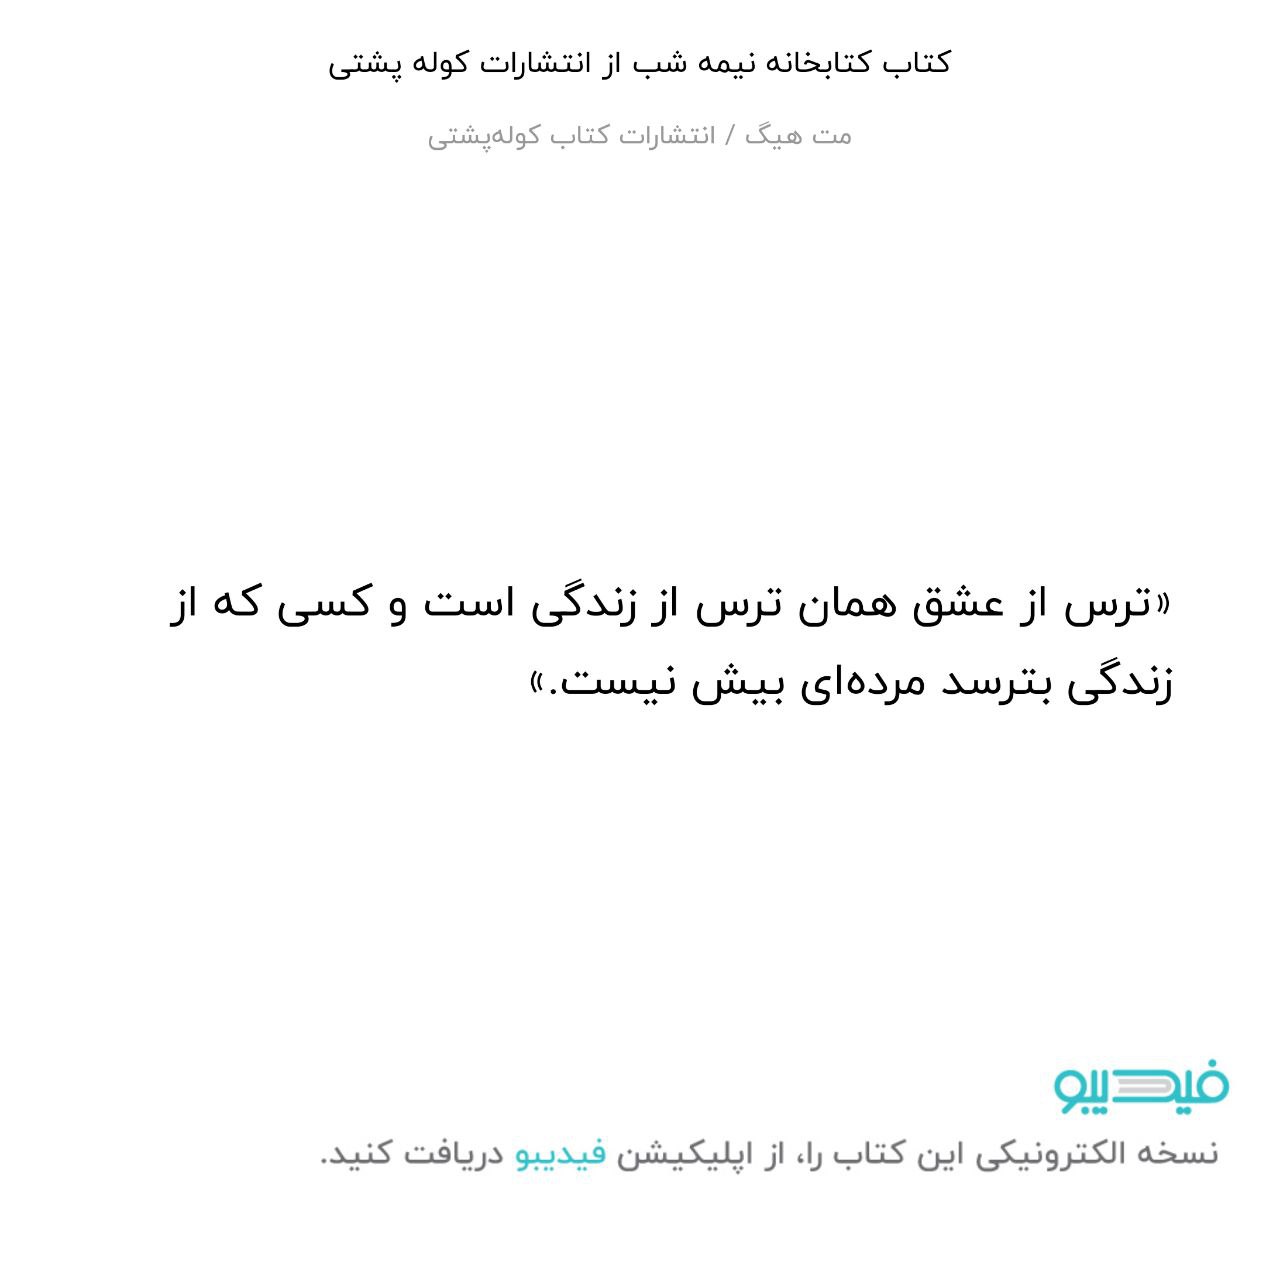 کتاب کتابخانه نیمه شب از انتشارات کوله پشتی
مت هیگ / انتشارات کتاب کوله‌پشتی
«ترس از عشق همان ترس از زندگی است و کسی که از
زندگی بترسد مرده‌ای بیش نیست.»
فیدیبو
نسخه الکترونیکی این کتاب را، از اپلیکیشن فیدیبو دریافت کنید.